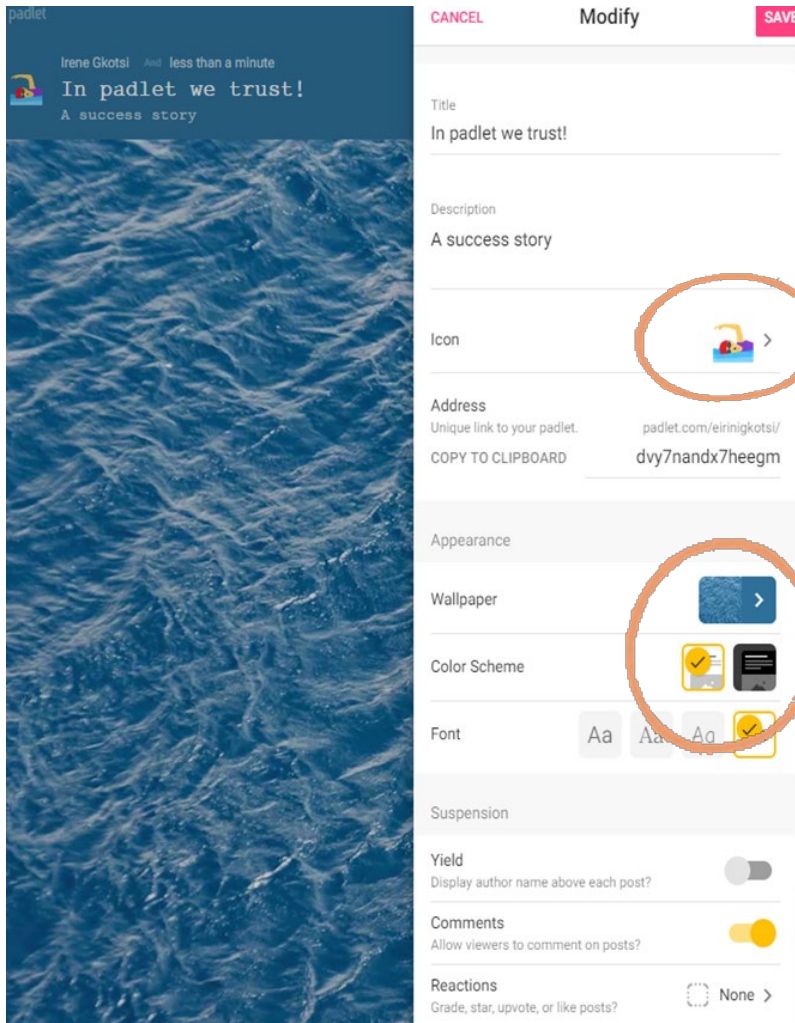 padlet
Irene Gkotsi And less than a minute
In padlet we trust!
A success story
CANCEL Modify SAVE
Title
In padlet we trust!
Description
A success story
Icon
Address
Unique link to your padlet. padlet.com/eirinigkotsi/
COPY TO CLIPBOARD dvy7nandx7heegm
Appearance
Wallpaper
Color Scheme
Font Aa Aa Ag
Suspension
Yield
Display author name above each post?
Comments
Allow viewers to comment on posts?
Reactions
Grade, star, upvote, or like posts? None